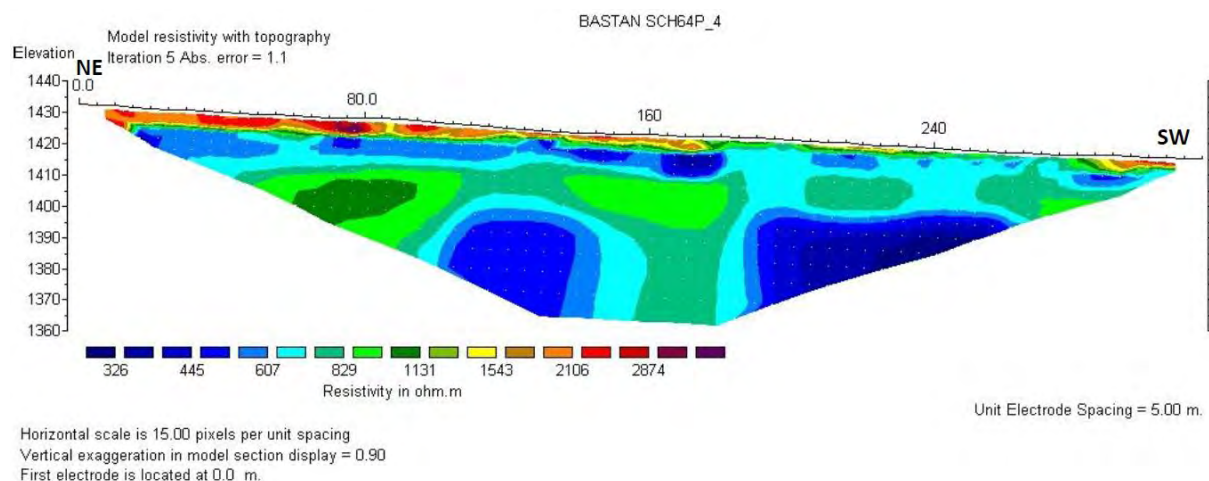 BASTAN SCH64P_4
Model resistivity with topography
Elevation
Iteration 5 Abs. error = 1.1
NE
SW
1440
1430
1420
1410
1400
1390
1380
1370
1360
0.0
80.0
160
240
326 445 607 829 1131 1543 2106 2874
Resistivity in ohm.m
Unit Electrode Spacing = 5.00 m.
Horizontal scale is 15.00 pixels per unit spacing
Vertical exaggeration in model section display = 0.90
First electrode is located at 0.0 m.